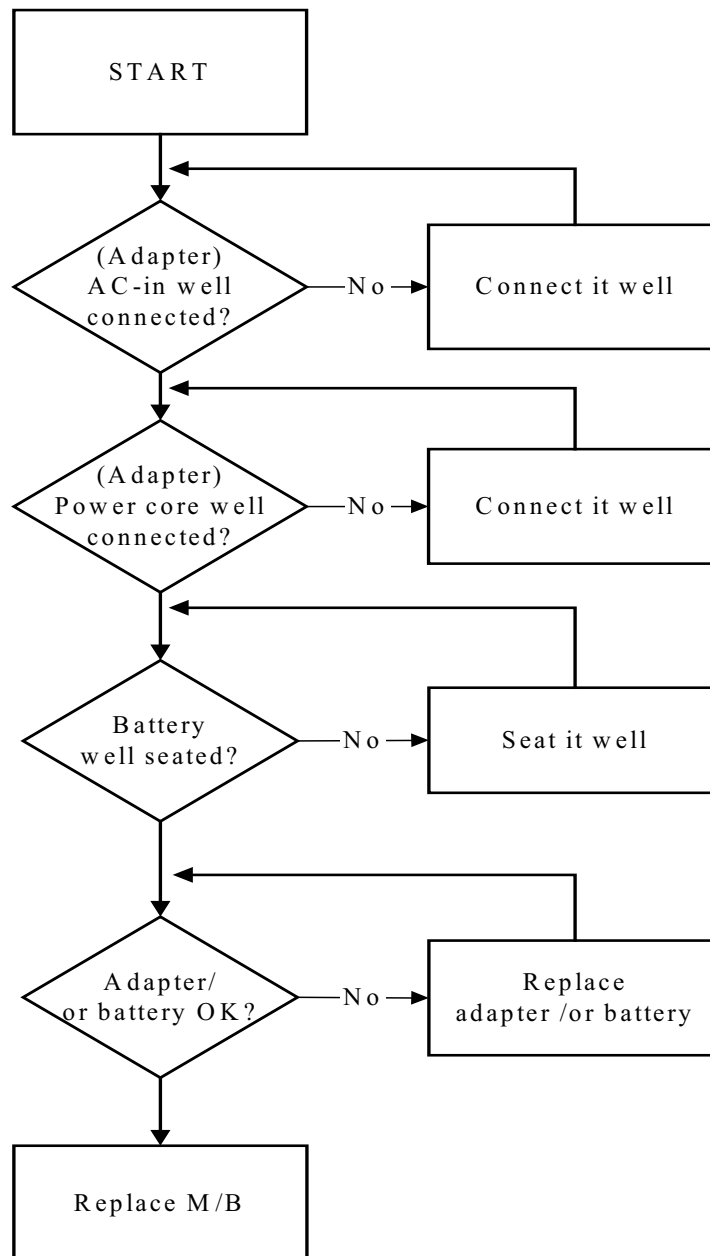 START
(Adapter)
AC-in well
connected?
No
Connect it well
(Adapter)
Power core well
connected?
No
Connect it well
Battery
well seated?
No
Seat it well
Adapter/
or battery OK?
No
Replace
adapter /or battery
Replace M/B